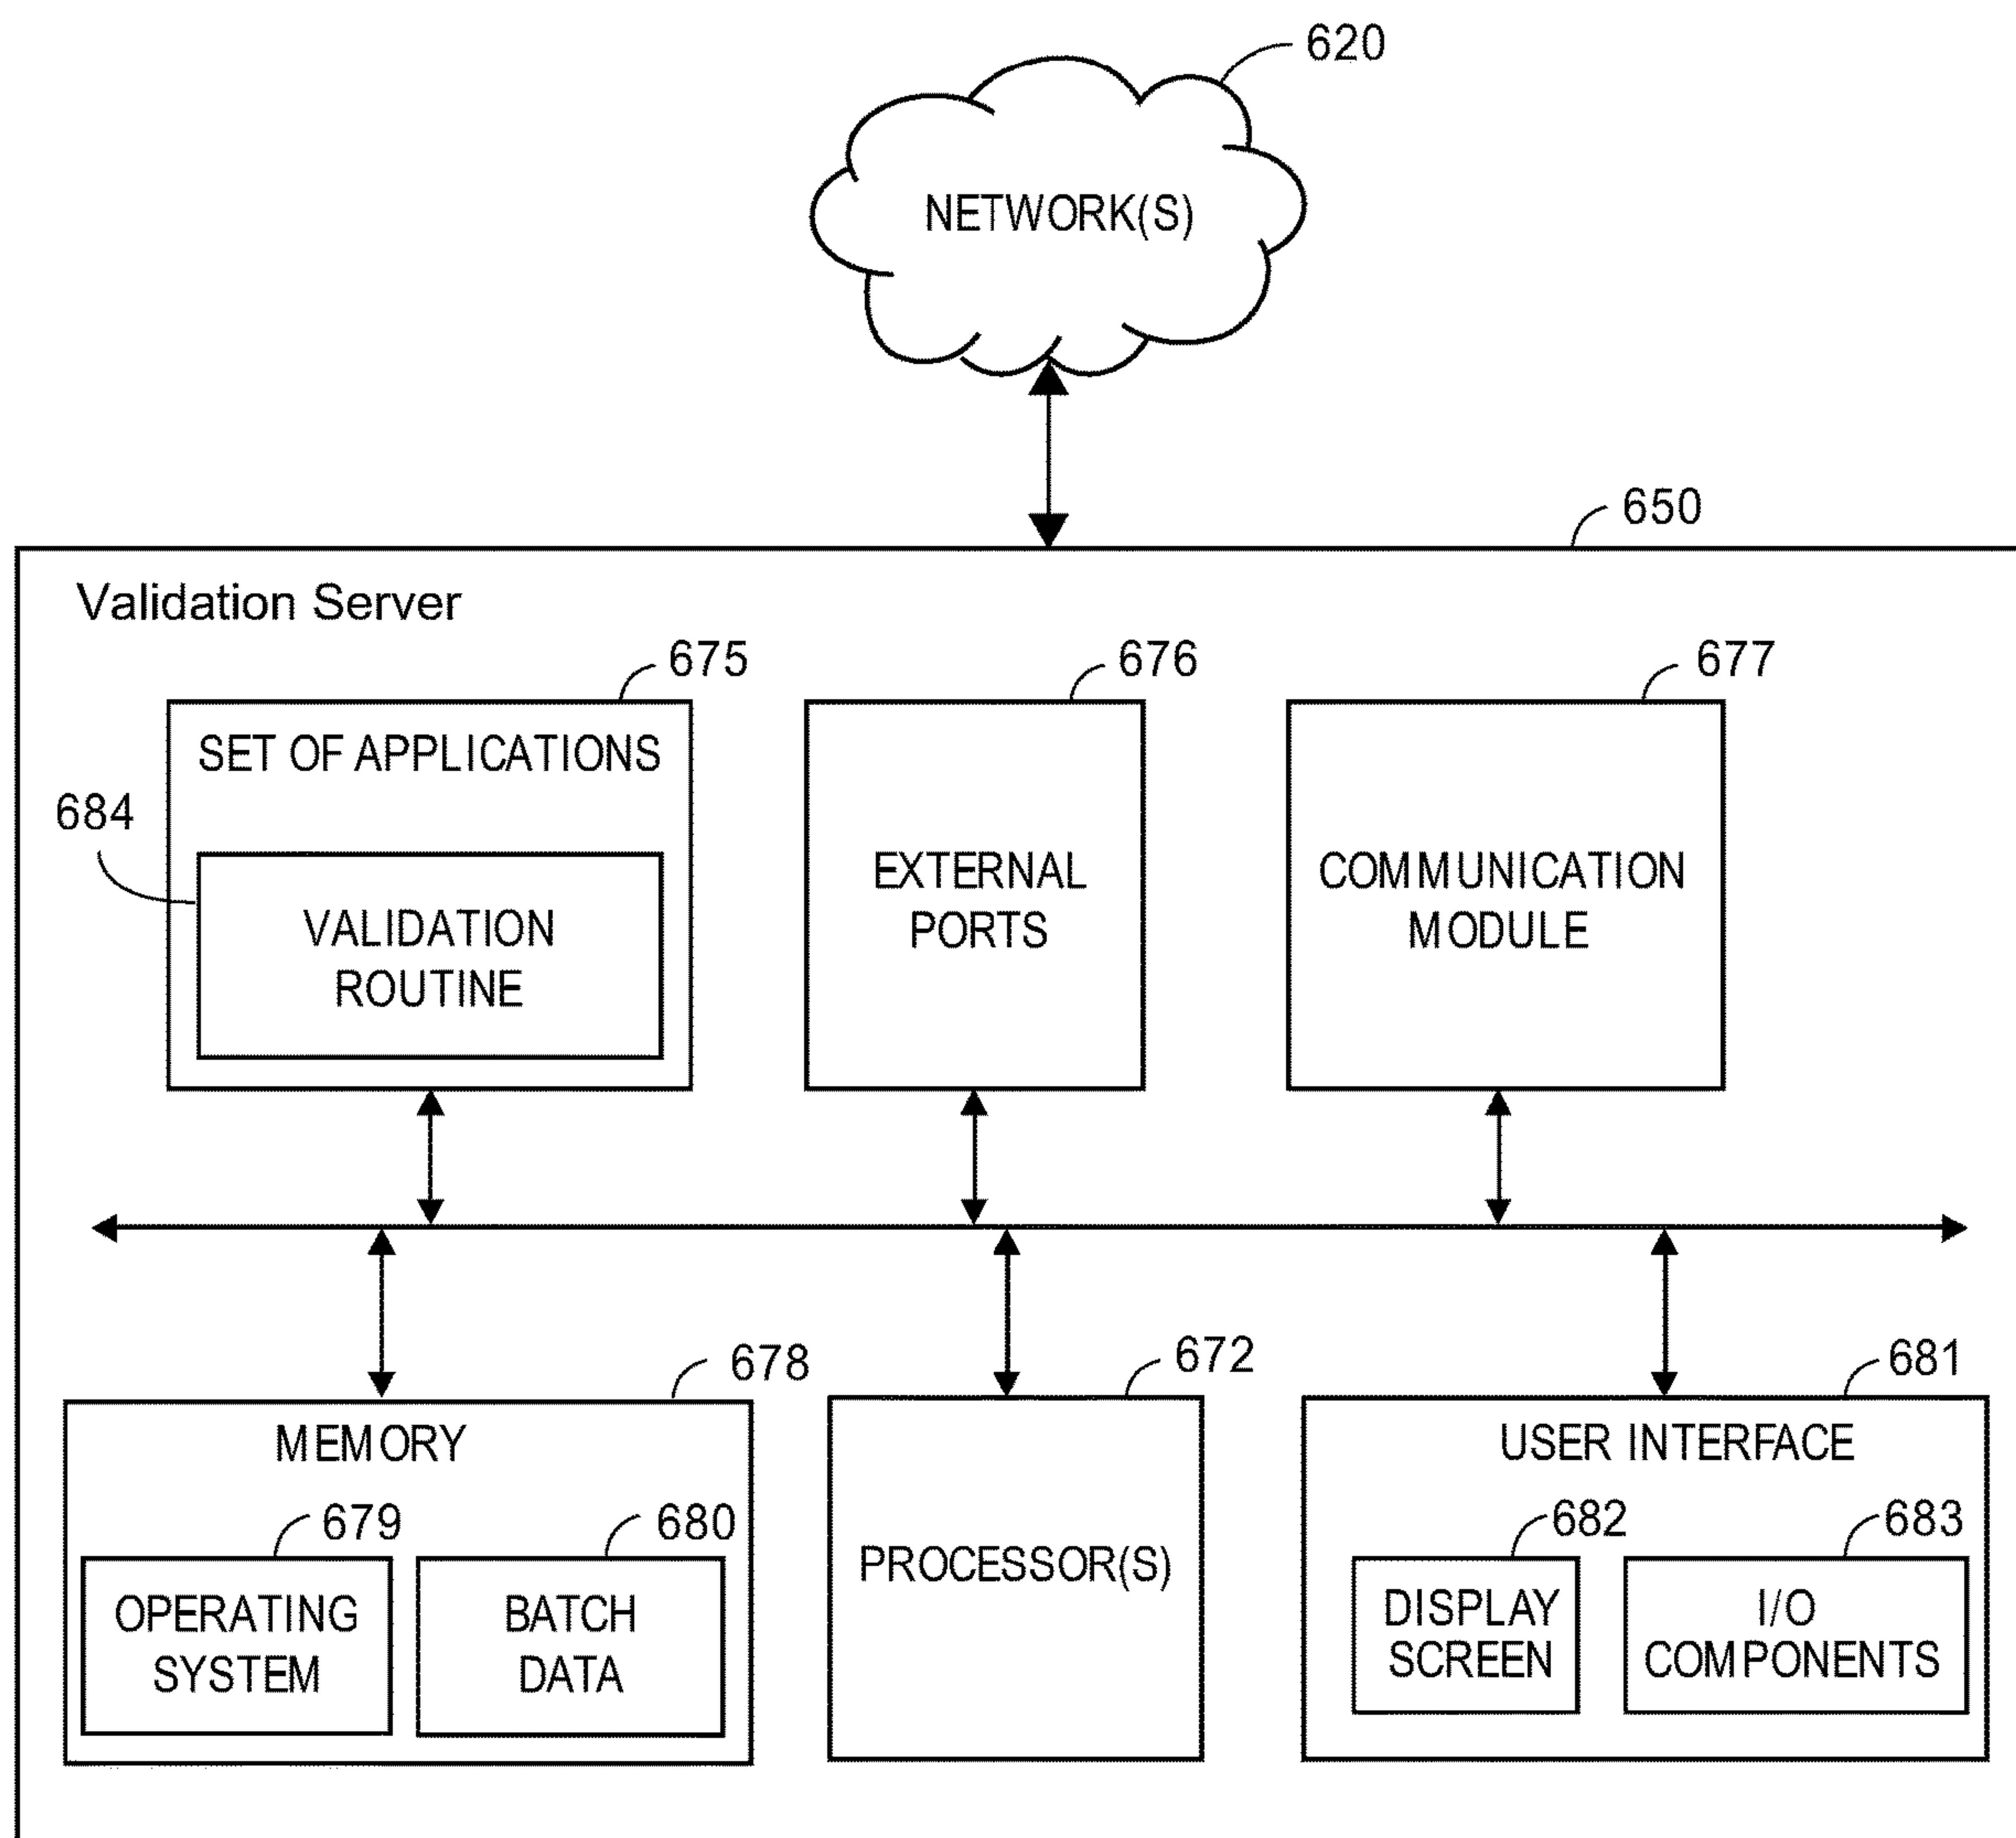 620
NETWORK(S)
650
Validation Server
675
676
677
SET OF APPLICATIONS
684
VALIDATION
ROUTINE
EXTERNAL
PORTS
COMMUNICATION
MODULE
678
672
681
MEMORY
679
680
OPERATING
SYSTEM
BATCH
DATA
PROCESSOR(S)
USER INTERFACE
682
683
DISPLAY
SCREEN
I/O
COMPONENTS